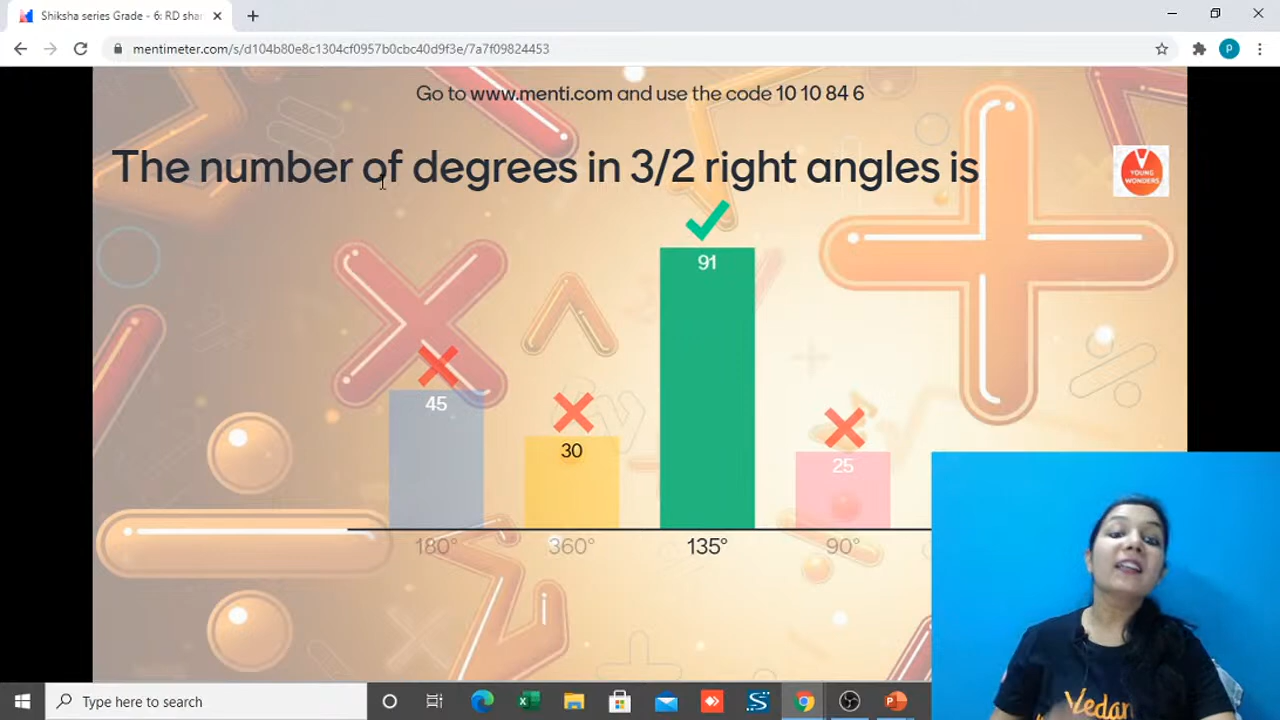 Shiksha series Grade - 6: RD shar
mentimeter.com/s/d104b80e8c1304cf0957b0cbc40d9f3e/7a7f09824453
P
Go to www.menti.com and use the code 10 10 84 6
The number of degrees in 3/2 right angles is
V
YOUNG
WONDERS
91
45
30
25
180°
360°
135°
90°
Vedan
Type here to search